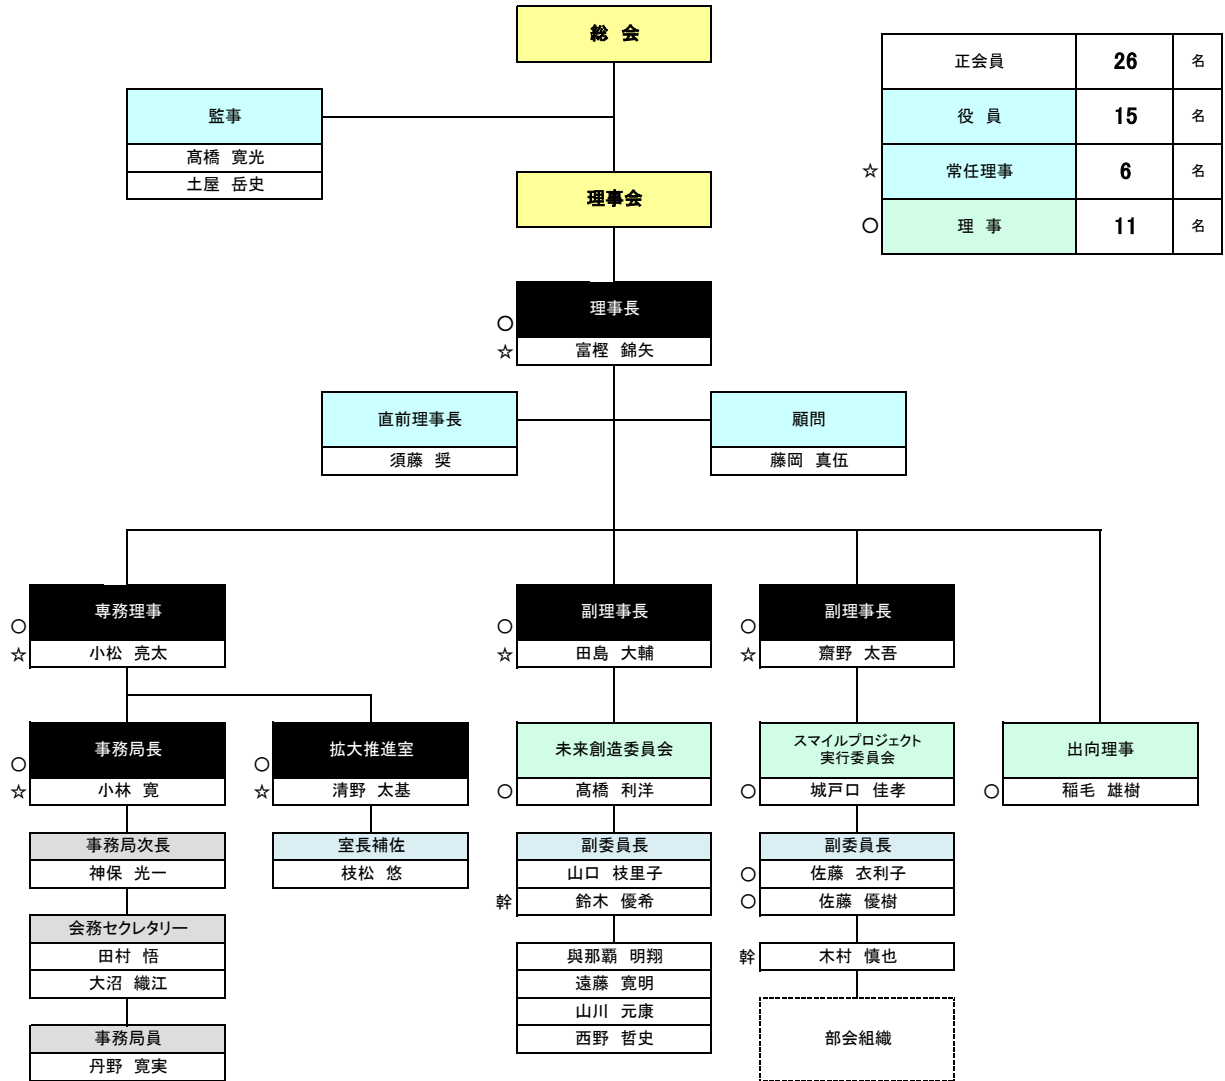 総 会
正会員 26 名
監事
役 員 15 名
髙橋 寛光
土屋 岳史
☆ 常任理事 6 名
理事会
○ 理 事 11 名
理事長
○
☆ 富樫 錦矢
直前理事長
須藤 奨
顧問
藤岡 真伍
専務理事
○
☆ 小松 亮太
副理事長
○
☆ 田島 大輔
副理事長
○
☆ 齋野 太吾
事務局長
○
☆ 小林 寛
拡大推進室
○
☆ 清野 太基
未来創造委員会
○ 髙橋 利洋
スマイルプロジェクト
実行委員会
○ 城戸口 佳孝
出向理事
○ 稲毛 雄樹
事務局次長
神保 光一
室長補佐
枝松 悠
副委員長
山口 枝里子
幹 鈴木 優希
副委員長
○ 佐藤 衣利子
○ 佐藤 優樹
会務セクレタリー
田村 悟
大沼 織江
與那覇 明翔
遠藤 寛明
山川 元康
西野 哲史
幹 木村 慎也
部会組織
事務局員
丹野 寛実